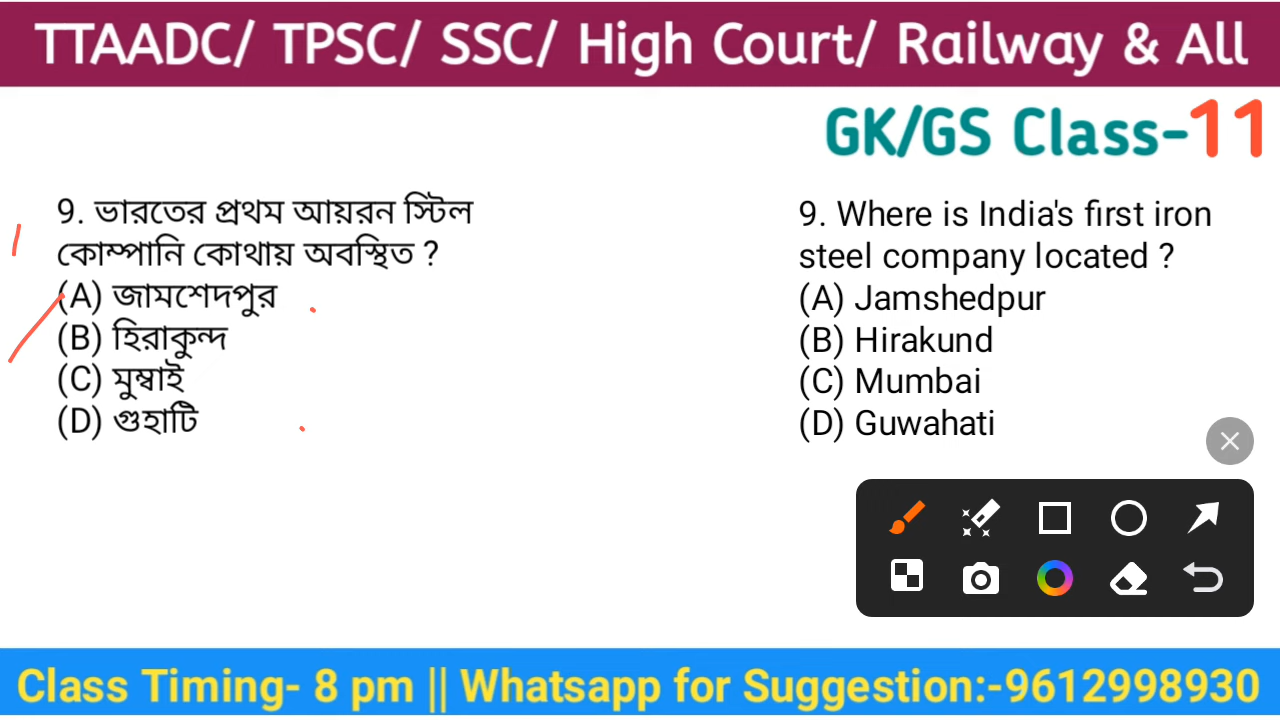 TTAADC/ TPSC/ SSC/ High Court/ Railway & All
GK/GS Class-11
9. ভারতের প্রথম আয়রন স্টিল
কোম্পানি কোথায় অবস্থিত ?
(A) জামশেদপুর
(B) হিরাকুন্দ
(C) মুম্বাই
(D) গুহাটি
9. Where is India's first iron
steel company located ?
(A) Jamshedpur
(B) Hirakund
(C) Mumbai
(D) Guwahati
Class Timing- 8 pm || Whatsapp for Suggestion:-9612998930